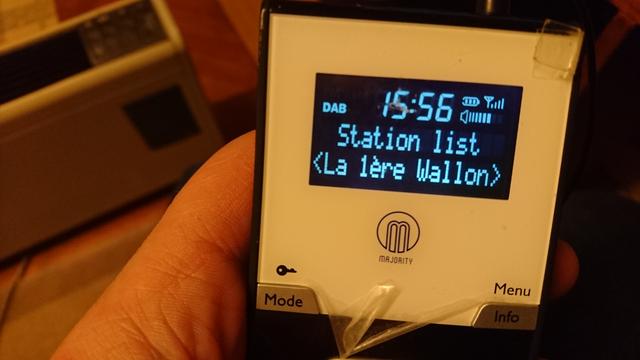 DAB 15:56
Station list
<La 1ère Wallon>
MAJORITY
Menu
Mode
Info